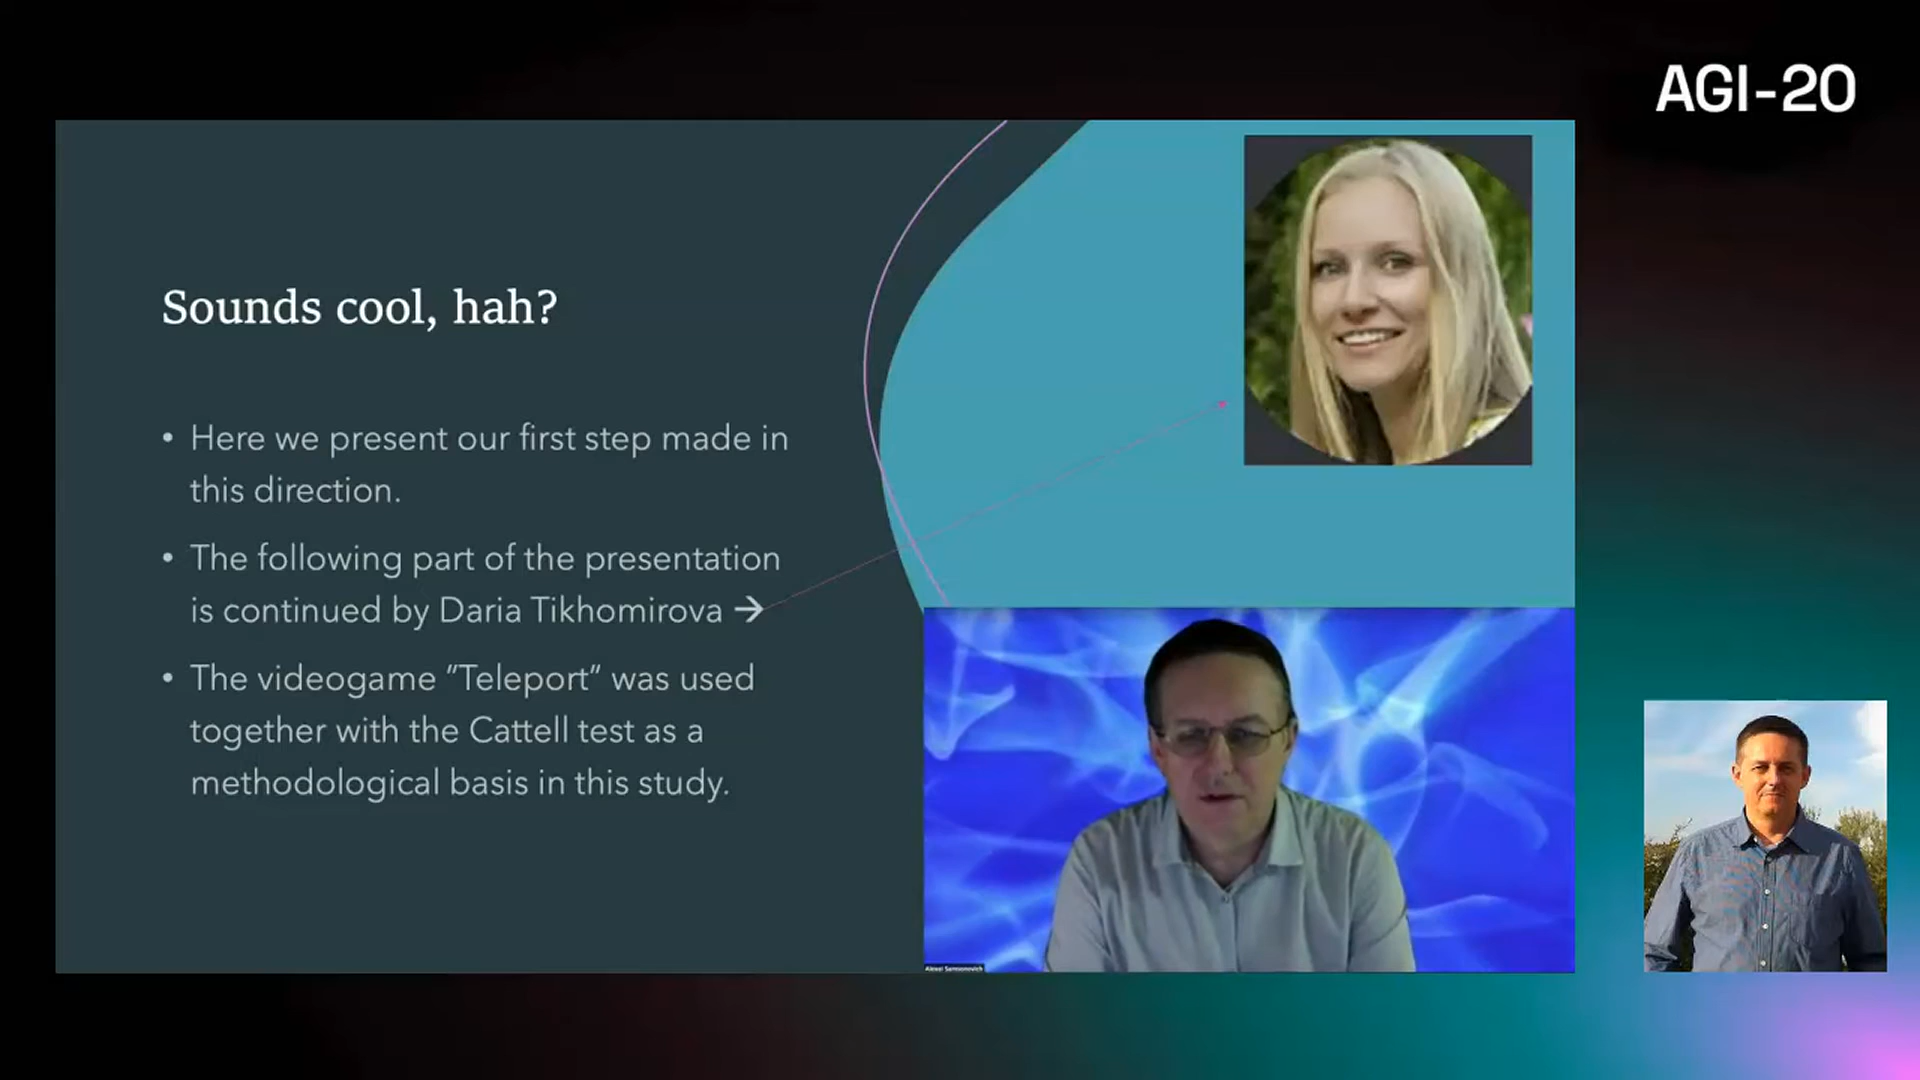 AGI-20
Sounds cool, hah?
• Here we present our first step made in
this direction.
• The following part of the presentation
is continued by Daria Tikhomirova →
• The videogame ”Teleport” was used
together with the Cattell test as a
methodological basis in this study.
Alexei Samsonovich